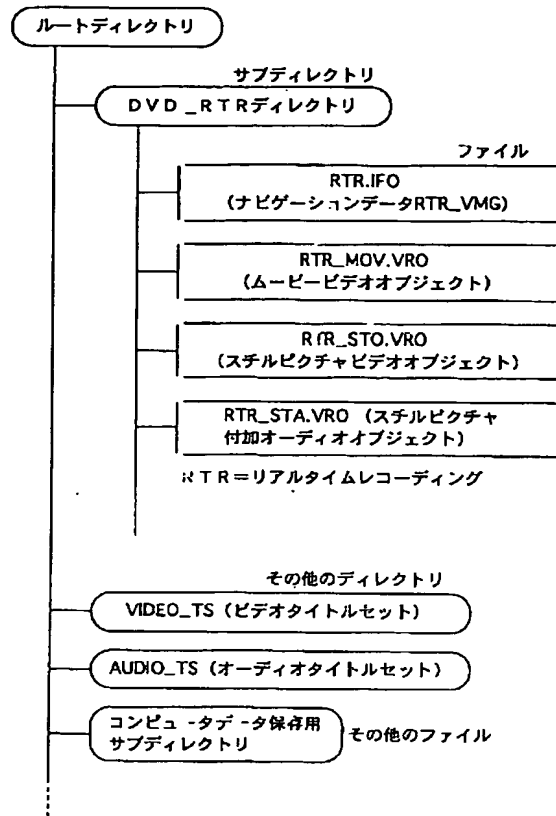 ルートディレクトリ
サブディレクトリ
DVD_RTRディレクトリ
ファイル
RTR.IFO
(ナビゲーションデータRTR_VMG)
RTR_MOV.VRO
(ムービービデオオブジェクト)
RTR_STO.VRO
(スチルピクチャビデオオブジェクト)
RTR_STA.VRO (スチルピクチャ
付加オーディオイブジェクト)
RTR=リアルタイムレコーディング
その他のディレクトリ
VIDEO_TS (ビデオタイトルセット)
AUDIO_TS (オーディオタイトルセット)
コンピュータデータ保存用
サブディレクトリ
その他のファイル